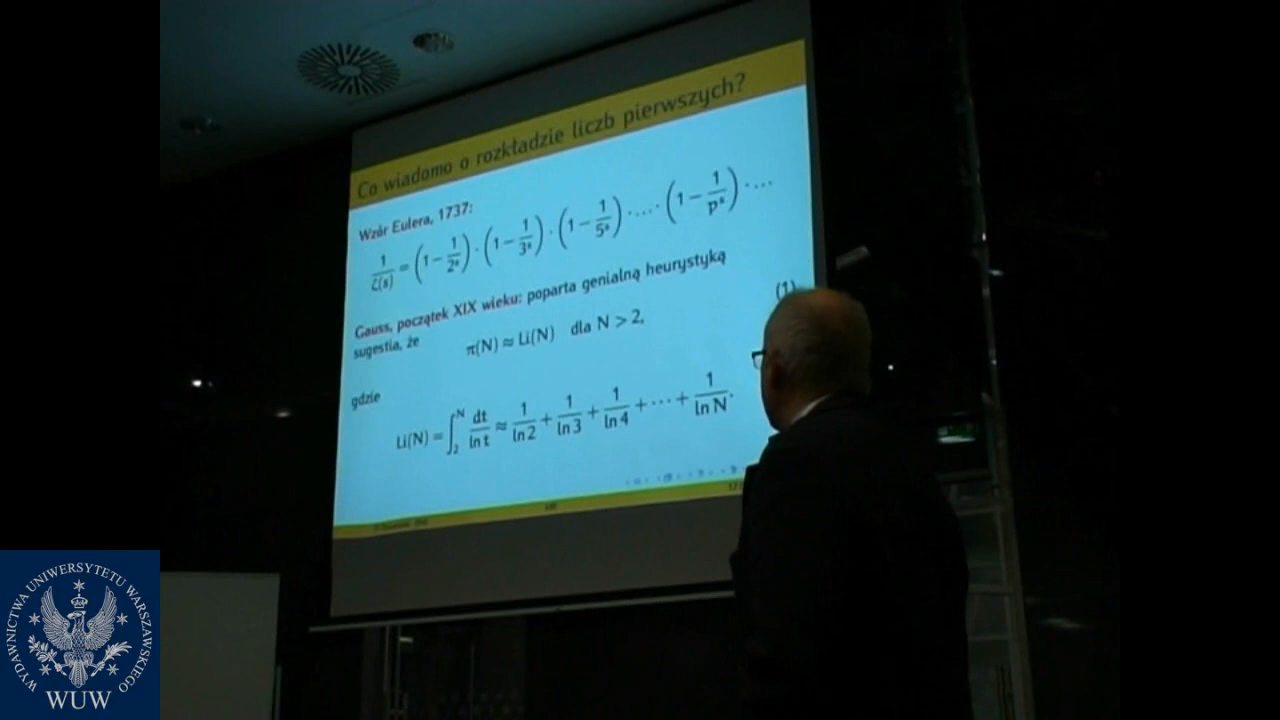 Co wiadomo o rozkładzie liczb pierwszych?
Wzór Eulera, 1737:
1/ζ(s) = (1 − 1/2^s) · (1 − 1/3^s) · (1 − 1/5^s) · … · (1 − 1/p^s) · …
Gauss, początek XIX wieku: poparta genialną heurystyką
sugestia, że
π(N) ≈ Li(N) dla N > 2, (1)
gdzie
Li(N) = ∫_2^N dt/ln t ≈ 1/ln 2 + 1/ln 3 + 1/ln 4 + ⋯ + 1/ln N.
WYDAWNICTWA UNIWERSYTETU WARSZAWSKIEGO
WUW